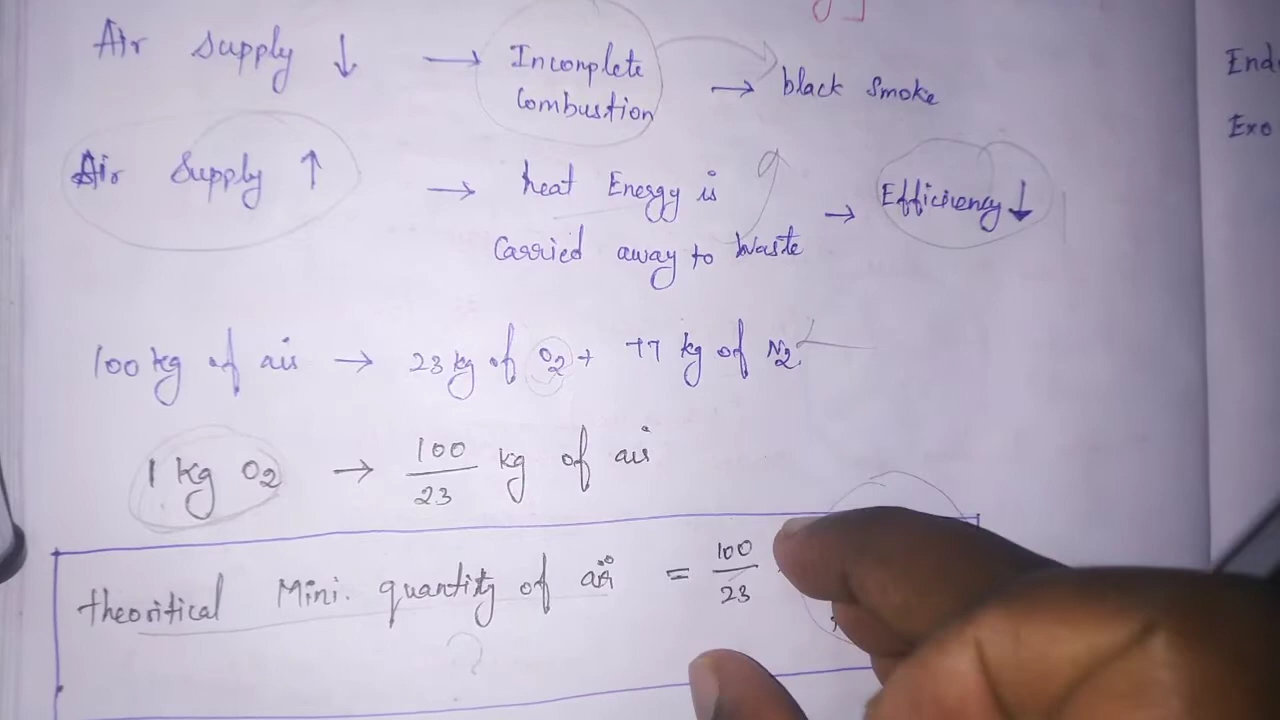 Air Supply ↓ → Incomplete Combustion → black smoke
Air Supply ↑ → heat Energy is Carried away to waste → Efficiency ↓
100 kg of air → 23 kg of O2 + 77 kg of N2
1 kg O2 → 100/23 kg of air
theoritical Mini. quantity of air = 100/23
?
End
Exo